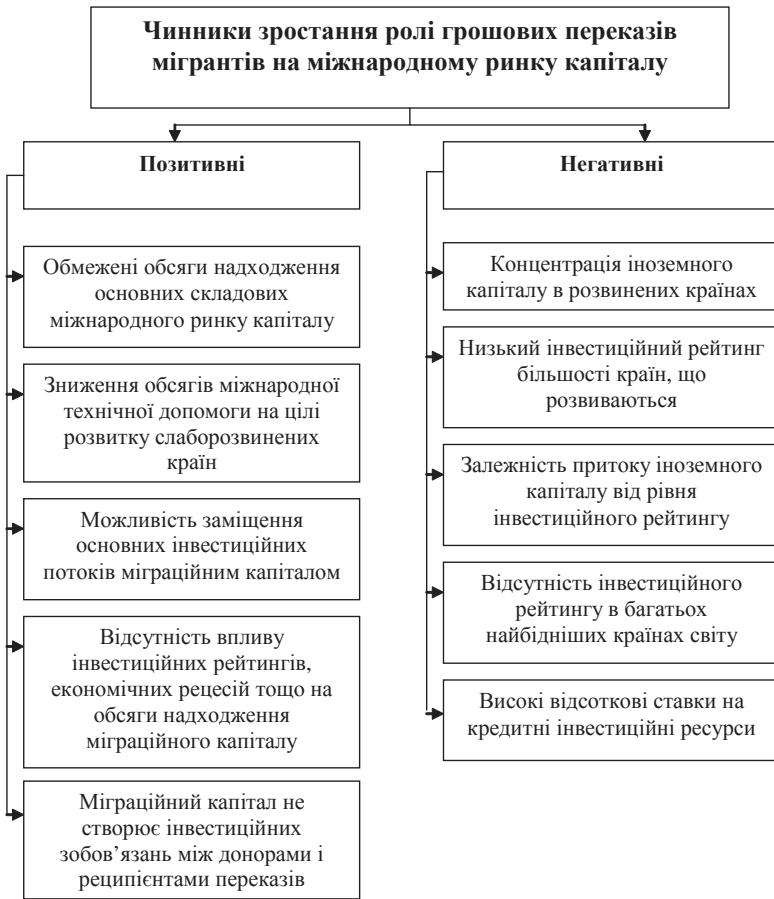 Чинники зростання ролі грошових переказів
мігрантів на міжнародному ринку капіталу
Позитивні
Обмежені обсяги надходження
основних складових
міжнародного ринку капіталу
Зниження обсягів міжнародної
технічної допомоги на цілі
розвитку слаборозвинених
країн
Можливість заміщення
основних інвестиційних
потоків міграційним капіталом
Відсутність впливу
інвестиційних рейтингів,
економічних рецесій тощо на
обсяги надходження
міграційного капіталу
Міграційний капітал не
створює інвестиційних
зобов’язань між донорами і
реципієнтами переказів
Негативні
Концентрація іноземного
капіталу в розвинених країнах
Низький інвестиційний рейтинг
більшості країн, що
розвиваються
Залежність притоку іноземного
капіталу від рівня
інвестиційного рейтингу
Відсутність інвестиційного
рейтингу в багатьох
найбідніших країнах світу
Високі відсоткові ставки на
кредитні інвестиційні ресурси